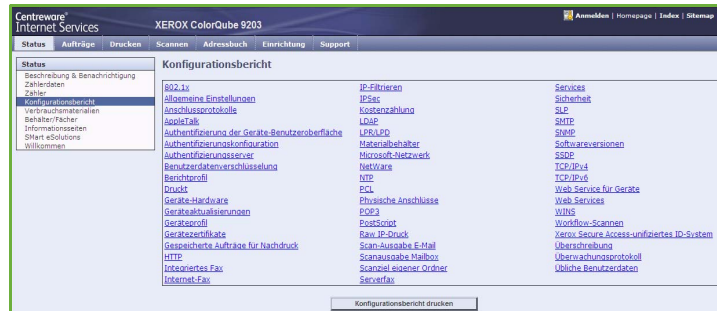 Centreware®
Internet Services
XEROX ColorQube 9203
Anmelden | Homepage | Index | Sitemap
Status Aufträge Drucken Scannen Adressbuch Einrichtung Support
Status
Beschreibung & Benachrichtigung
Zählerdaten
Zähler
Konfigurationsbericht
Verbrauchsmaterialien
Behälter/Fächer
Informationsseiten
SMart eSolutions
Willkommen
Konfigurationsbericht
802.1x
Allgemeine Einstellungen
Anschlussprotokolle
AppleTalk
Authentifizierung der Geräte-Benutzeroberfläche
Authentifizierungskonfiguration
Authentifizierungsserver
Benutzerdatenverschlüsselung
Berichtprofil
Druckt
Geräte-Hardware
Geräteaktualisierungen
Geräteprofil
Gerätezertifikate
Gespeicherte Aufträge für Nachdruck
HTTP
Integriertes Fax
Internet-Fax
IP-Filtrieren
IPSec
Kostenzählung
LDAP
LPR/LPD
Materialbehälter
Microsoft-Netzwerk
NetWare
NTP
PCL
Physische Anschlüsse
POP3
PostScript
Raw IP-Druck
Scan-Ausgabe E-Mail
Scanausgabe Mailbox
Scanziel eigener Ordner
Serverfax
Services
Sicherheit
SLP
SMTP
SNMP
Softwareversionen
SSDP
TCP/IPv4
TCP/IPv6
Web Service für Geräte
Web Services
WINS
Workflow-Scannen
Xerox Secure Access-unifiziertes ID-System
Überschreibung
Überwachungsprotokoll
Übliche Benutzerdaten
Konfigurationsbericht drucken